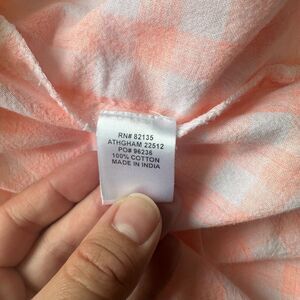 RN# 82135
ATHGHAM 22512
PO# 96236
100% COTTON
MADE IN INDIA